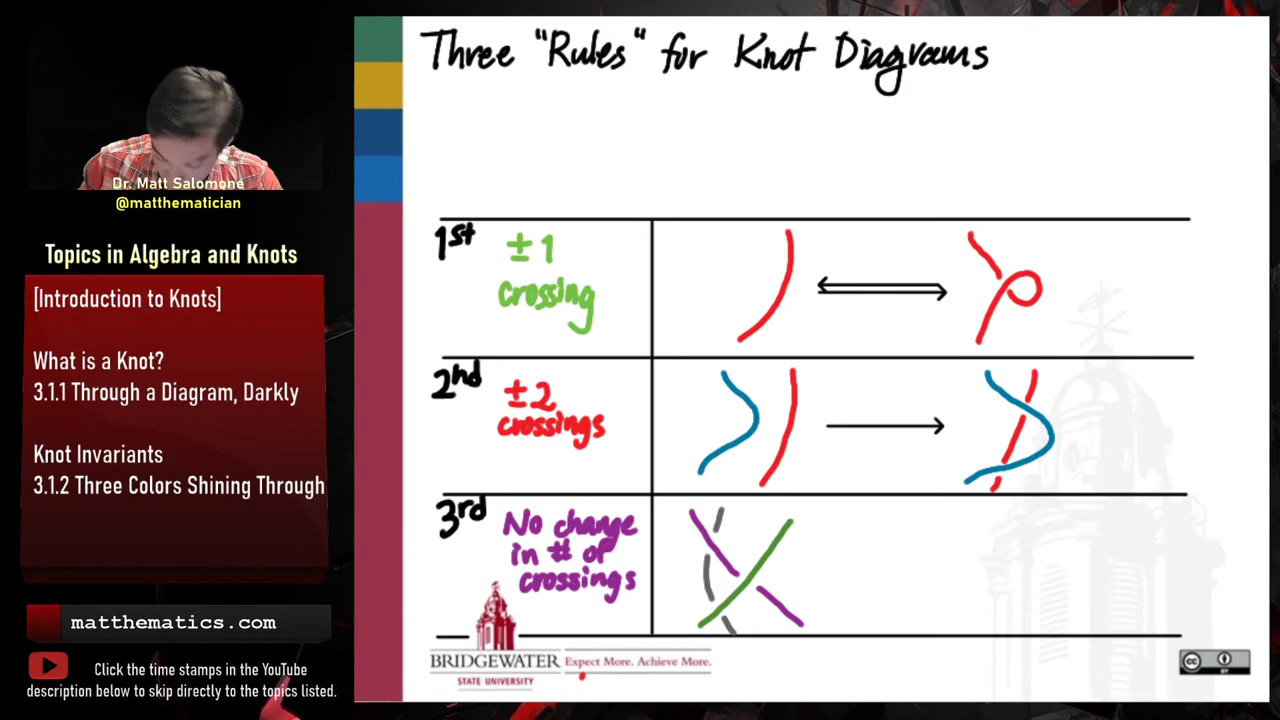 Three "Rules" for Knot Diagrams
Dr. Matt Salomone
@matthematician
Topics in Algebra and Knots
[Introduction to Knots]
What is a Knot?
3.1.1 Through a Diagram, Darkly
Knot Invariants
3.1.2 Three Colors Shining Through
matthematics.com
Click the time stamps in the YouTube
description below to skip directly to the topics listed.
1st
±1
crossing
2nd
±2
crossings
3rd
No change
in # of
crossings
BRIDGEWATER
STATE UNIVERSITY
Expect More. Achieve More.
cc
BY